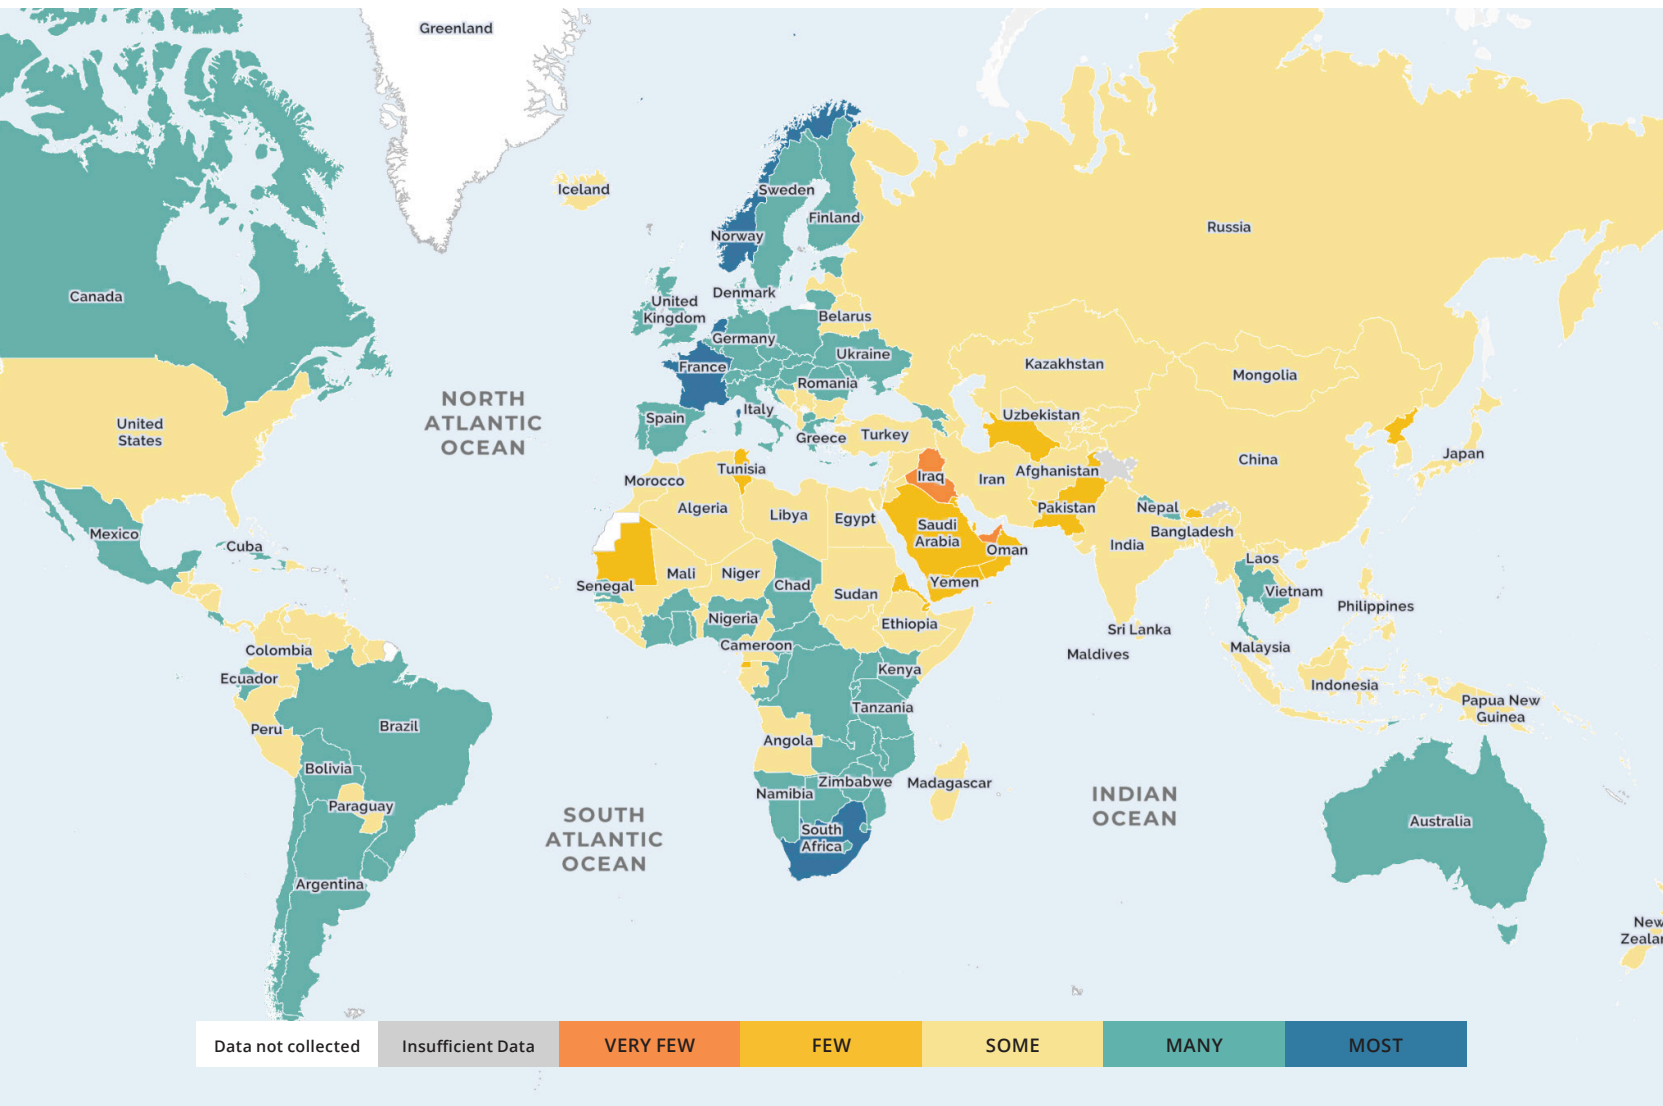 Greenland
Iceland
Sweden
Finland
Norway
Russia
Canada
Denmark
United
Kingdom
Belarus
Germany
Ukraine
France
Kazakhstan
Mongolia
Romania
NORTH
ATLANTIC
OCEAN
Italy
Spain
Uzbekistan
United
States
Greece
Turkey
Japan
China
Tunisia
Afghanistan
Morocco
Iraq
Iran
Algeria
Pakistan
Nepal
Libya
Egypt
Saudi
Arabia
Mexico
Bangladesh
India
Cuba
Oman
Laos
Mali
Niger
Senegal
Chad
Yemen
Sudan
Vietnam
Philippines
Nigeria
Ethiopia
Sri Lanka
Cameroon
Colombia
Malaysia
Maldives
Kenya
Ecuador
Indonesia
Papua New
Guinea
Tanzania
Brazil
Peru
Angola
Bolivia
Zimbabwe
Madagascar
Namibia
Paraguay
INDIAN
OCEAN
SOUTH
ATLANTIC
OCEAN
South
Africa
Australia
Argentina
New
Zealan
Data not collected
Insufficient Data
VERY FEW
FEW
SOME
MANY
MOST